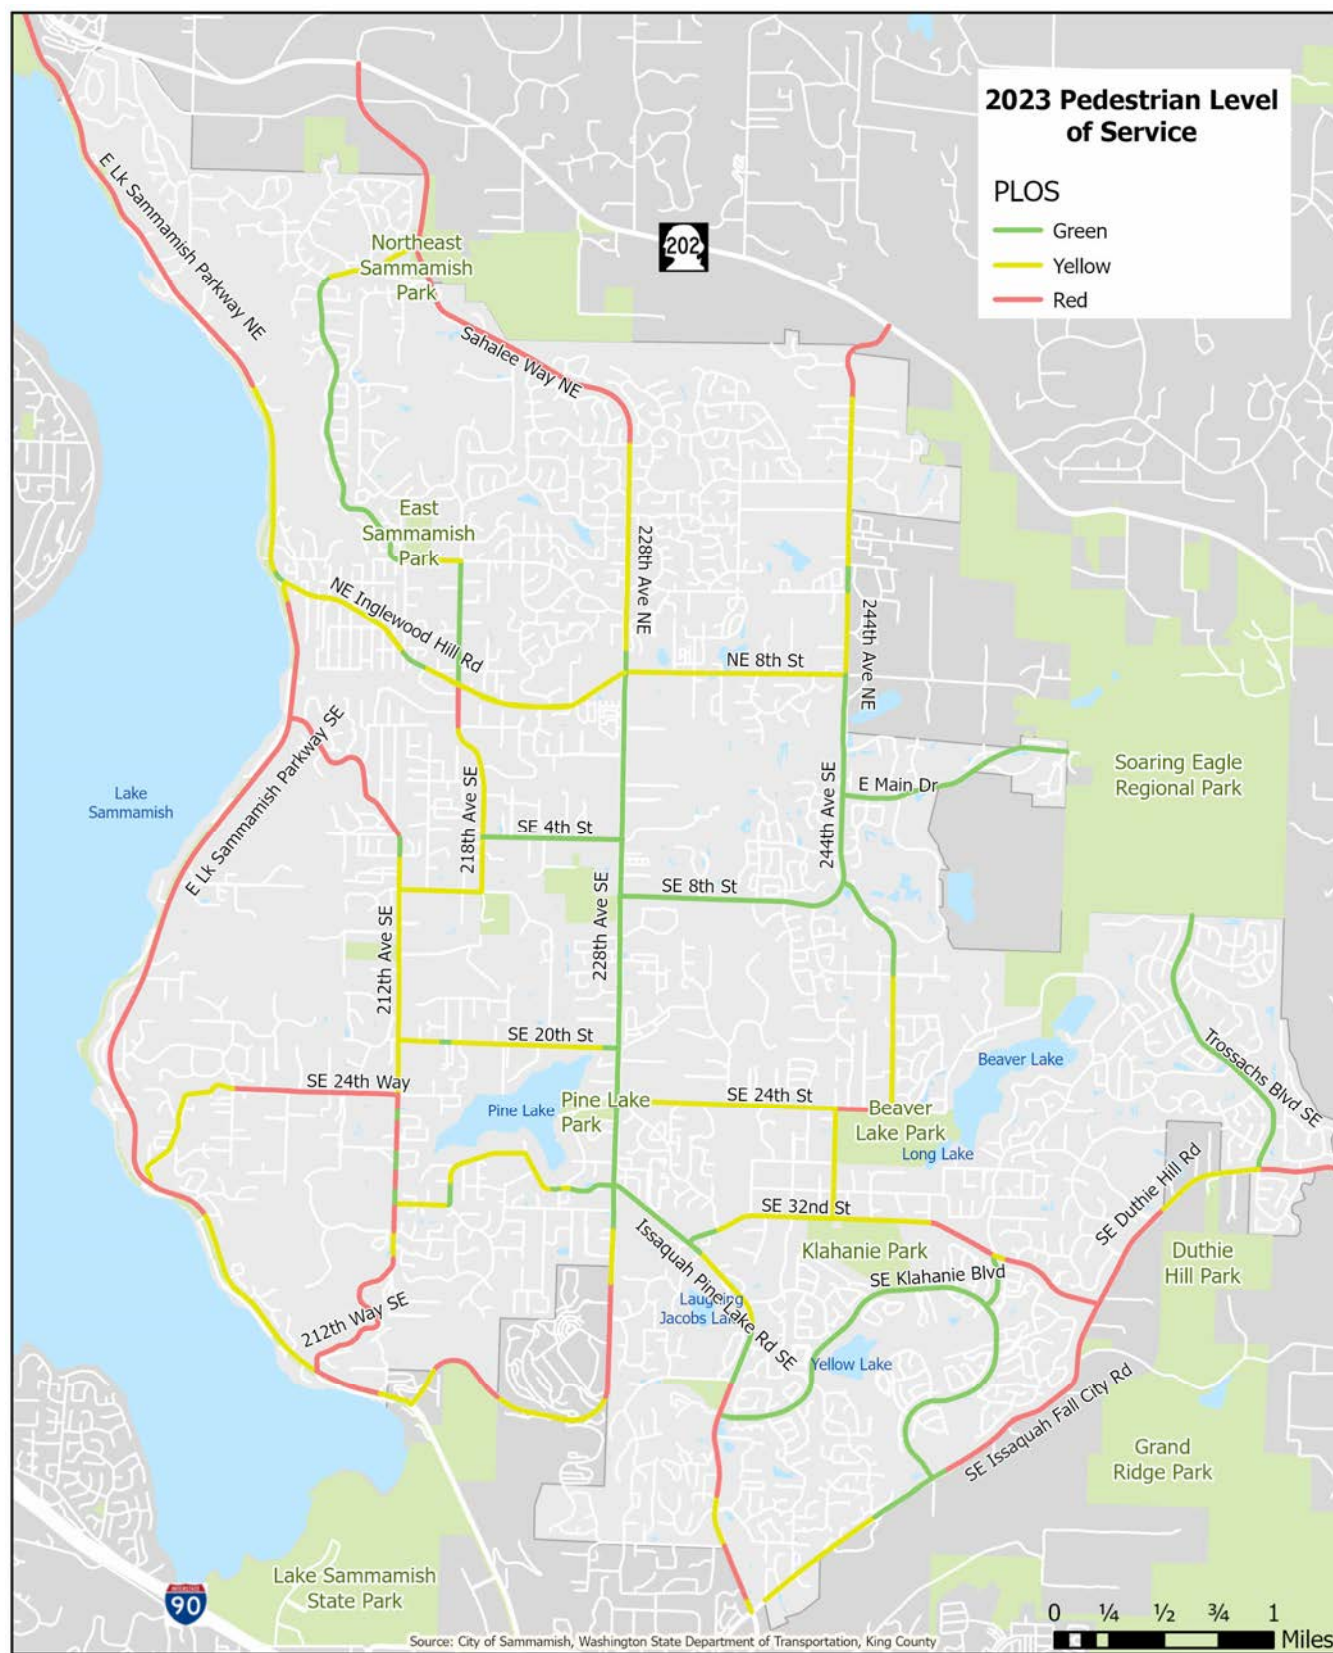 2023 Pedestrian Level
of Service
PLOS
Green
Yellow
Red
E Lk Sammamish Parkway NE
Northeast
Sammamish
Park
202
Sahalee Way NE
East
Sammamish
Park
228th Ave NE
NE Inglewood Hill Rd
244th Ave NE
NE 8th St
E Lk Sammamish Parkway SE
Soaring Eagle
Regional Park
Lake
Sammamish
E Main Dr
218th Ave SE
SE 4th St
244th Ave SE
SE 8th St
212th Ave SE
228th Ave SE
SE 20th St
Beaver Lake
Trossachs Blvd SE
SE 24th Way
Pine Lake
Pine Lake
Park
SE 24th St
Beaver
Lake Park
Long Lake
SE Duthie Hill Rd
SE 32nd St
Issaquah Pine Lake Rd SE
Klahanie Park
Duthie
Hill Park
SE Klahanie Blvd
212th Way SE
Laughing
Jacobs Lake
Yellow Lake
SE Issaquah Fall City Rd
Grand
Ridge Park
Lake Sammamish
State Park
INTERSTATE
90
0 ¼ ½ ¾ 1
Miles
Source: City of Sammamish, Washington State Department of Transportation, King County